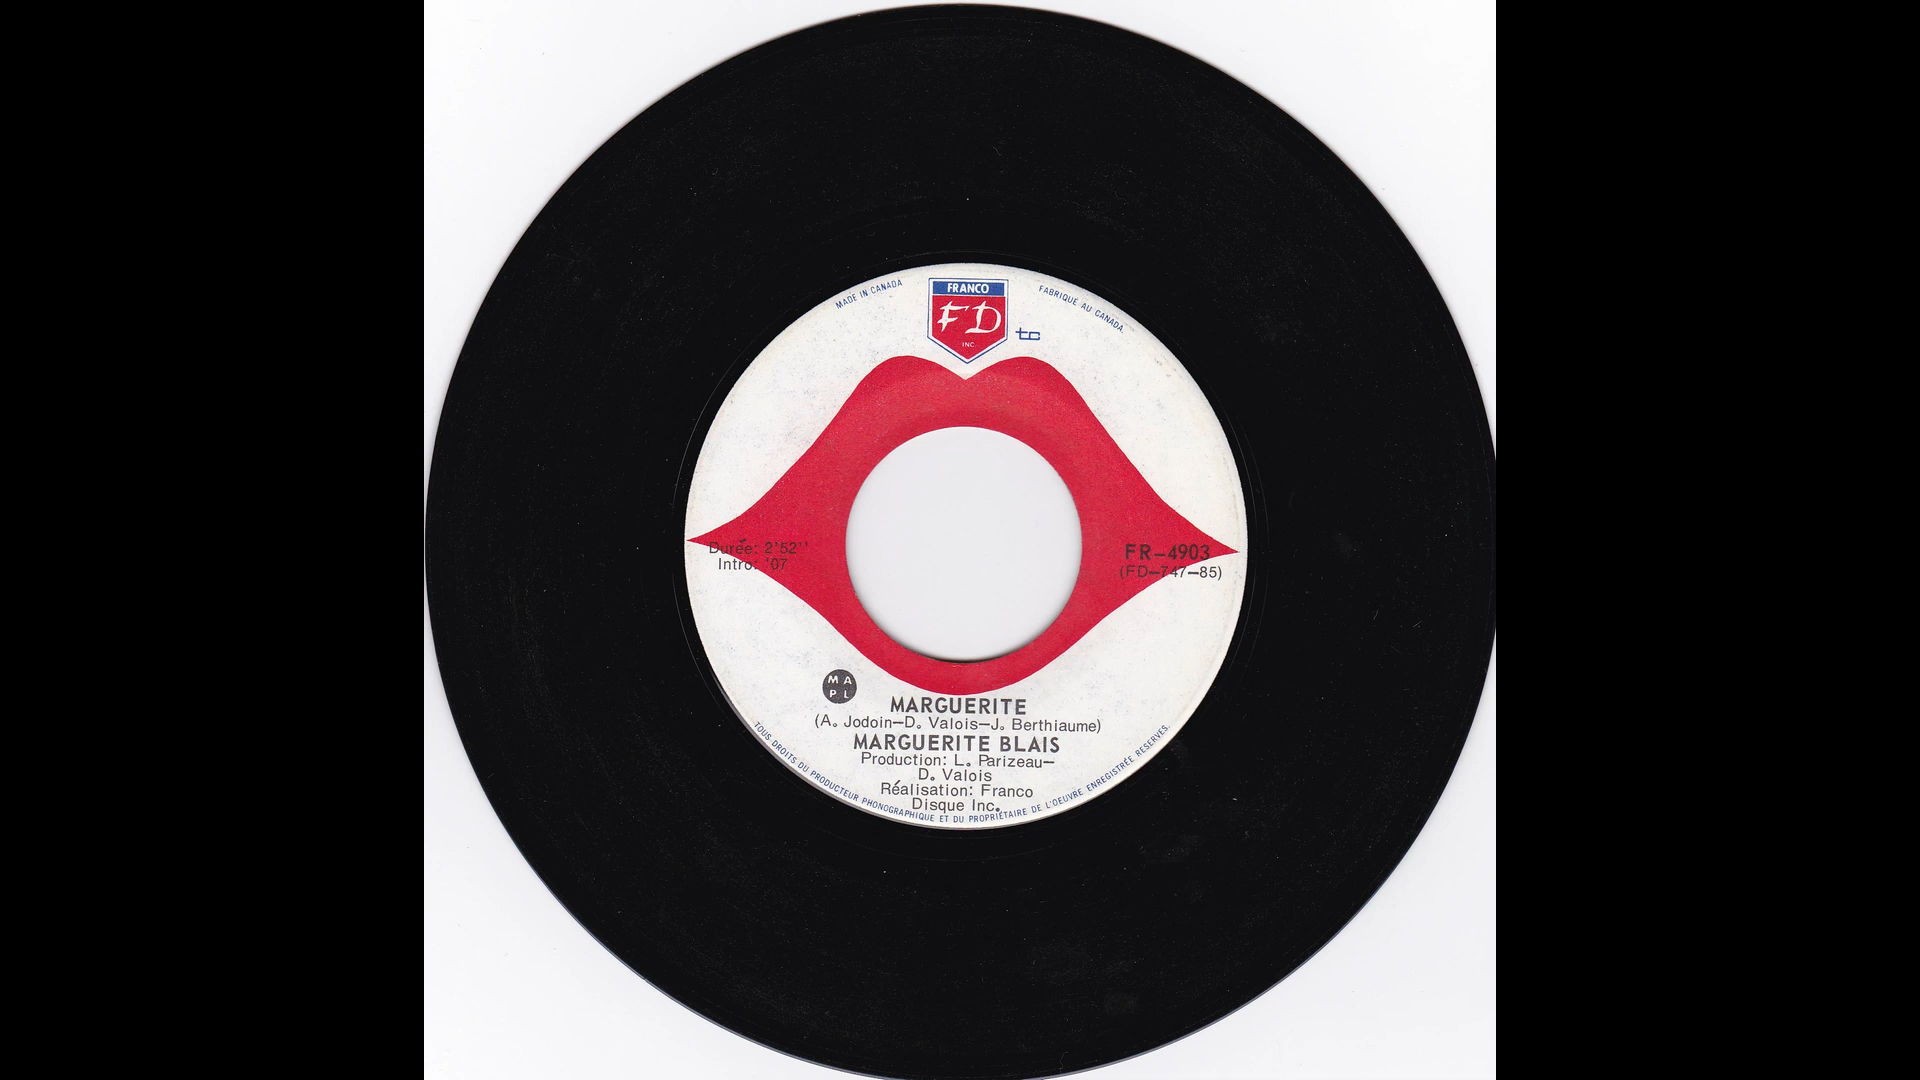 MADE IN CANADA
FRANCO
FD
INC.
tc
FABRIQUÉ AU CANADA.
Durée: 2'52''
Intro: '07
FR-4903
(FD-747-85)
MA
PL
MARGUERITE
(A. Jodoin-D. Valois-J. Berthiaume)
MARGUERITE BLAIS
Production: L. Parizeau-
D. Valois
Réalisation: Franco
Disque Inc.
TOUS DROITS DU PRODUCTEUR PHONOGRAPHIQUE ET DU PROPRIÉTAIRE DE L'OEUVRE ENREGISTRÉE RESERVES.